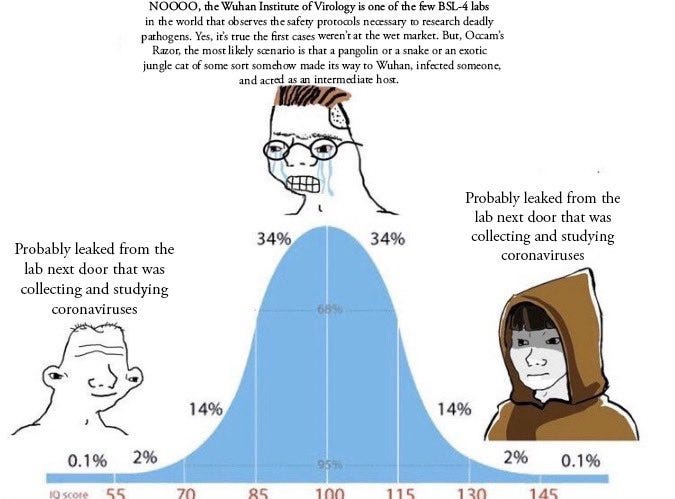 NOOOO, the Wuhan Institute of Virology is one of the few BSL-4 labs
in the world that observes the safety protocols necessary to research deadly
pathogens. Yes, it's true the first cases weren't at the wet market. But, Occam's
Razor, the most likely scenario is that a pangolin or a snake or an exotic
jungle cat of some sort somehow made its way to Wuhan, infected someone,
and acted as an intermediate host.
Probably leaked from the
lab next door that was
collecting and studying
coronaviruses
Probably leaked from the
lab next door that was
collecting and studying
coronaviruses
34% 34%
68%
14% 14%
0.1% 2% 95% 2% 0.1%
IQ score 55 70 85 100 115 130 145